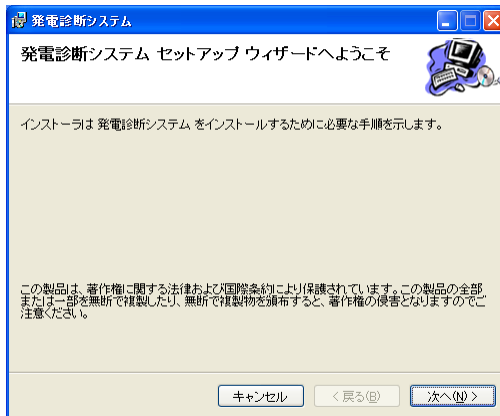 発電診断システム
発電診断システム セットアップ ウィザードへようこそ
インストーラは 発電診断システム をインストールするために必要な手順を示します。
この製品は、著作権に関する法律および国際条約により保護されています。この製品の全部
または一部を無断で複製したり、無断で複製物を頒布すると、著作権の侵害となりますのでご
注意ください。
キャンセル
< 戻る(B)
次へ(N) >